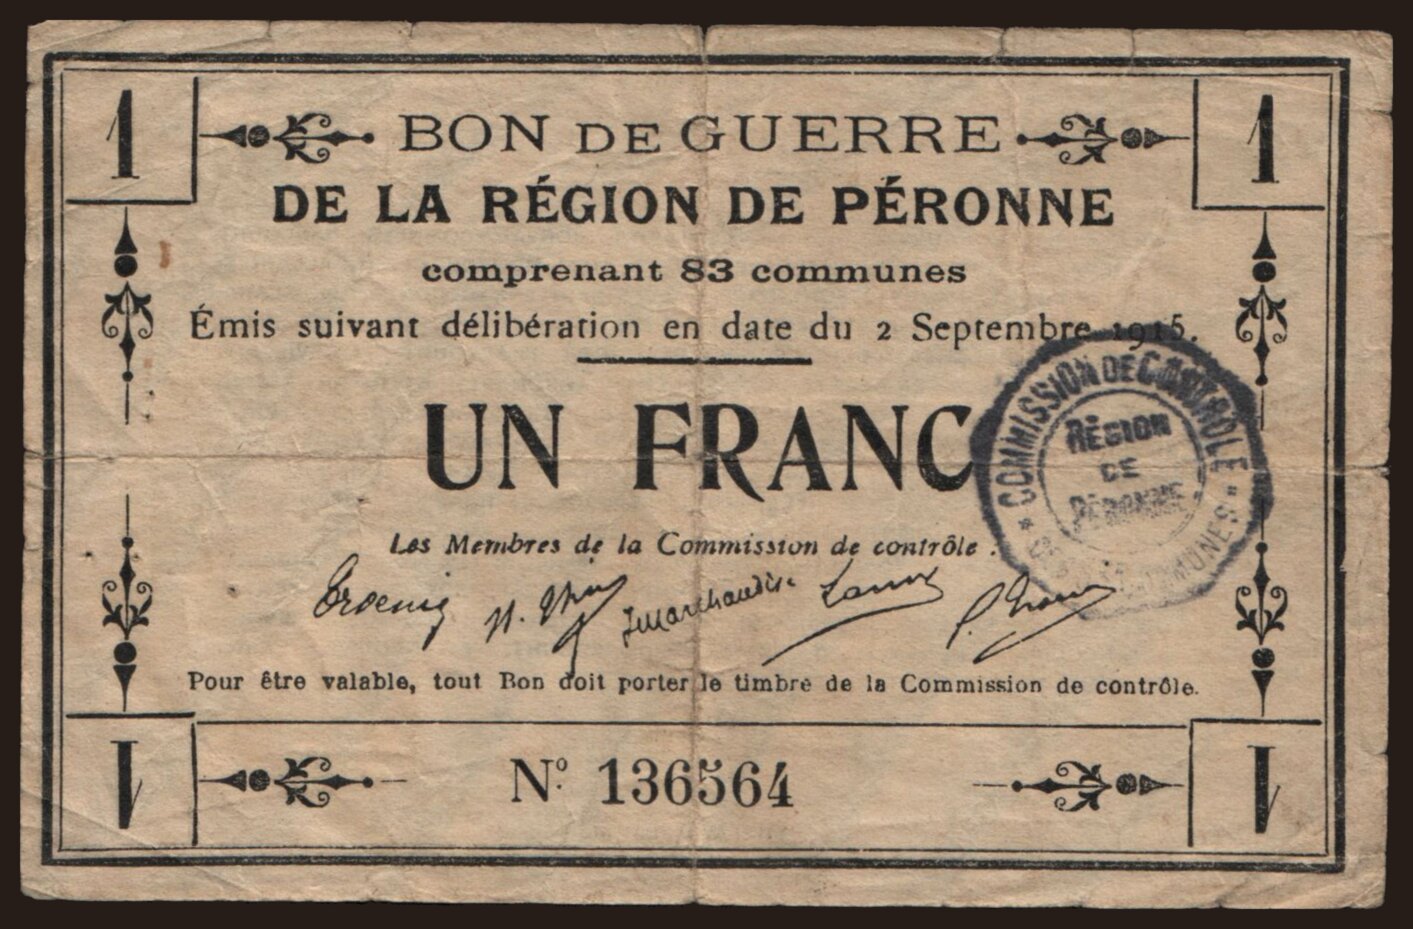 1 BON DE GUERRE 1
DE LA RÉGION DE PÉRONNE
comprenant 83 communes
Émis suivant délibération en date du 2 Septembre 1915.
UN FRANC
COMMISSION DE CONTROLE
RÉGION
DE
PÉRONNE
COMMUNES
Les Membres de la Commission de contrôle :
J Marchandise
Pour être valable, tout Bon doit porter le timbre de la Commission de contrôle.
1 Nº 136564 1